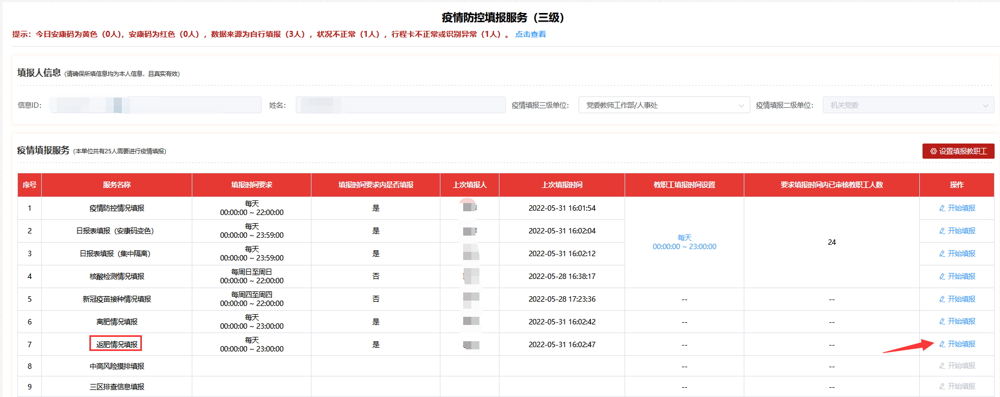 疫情防控填报服务（三级）
提示：今日安康码为黄色（0人），安康码为红色（0人），数据来源为自行填报（3人），状况不正常（1人），行程卡不正常或识别异常（1人）。 点击查看
填报人信息（请确保所填信息均为本人信息，且真实有效）
信息ID： 姓名： 疫情填报三级单位： 党委教师工作部/人事处 疫情填报二级单位： 机关党委
疫情填报服务（本单位共有25人需要进行疫情填报） 设置填报教职工
序号 服务名称 填报时间要求 填报时间要求内是否填报 上次填报人 上次填报时间 教职工填报时间设置 要求填报时间内已审核教职工人数 操作
1 疫情防控情况填报 每天 00:00:00 ~ 22:00:00 是 2022-05-31 16:01:54 开始填报
2 日报表填报（安康码变色） 每天 00:00:00 ~ 23:59:00 是 2022-05-31 16:02:04 开始填报
每天 00:00:00 ~ 23:00:00 24
3 日报表填报（集中隔离） 每天 00:00:00 ~ 23:59:00 是 2022-05-31 16:02:12 开始填报
4 核酸检测情况填报 每周日至周日 00:00:00 ~ 22:00:00 否 2022-05-28 16:38:17 开始填报
5 新冠疫苗接种情况填报 每周四至周四 00:00:00 ~ 22:00:00 否 2022-05-28 17:23:36 -- -- 开始填报
6 离肥情况填报 每天 00:00:00 ~ 23:00:00 是 2022-05-31 16:02:42 -- -- 开始填报
7 返肥情况填报 每天 00:00:00 ~ 23:00:00 是 2022-05-31 16:02:47 -- -- 开始填报
8 中高风险摸排填报 -- -- 开始填报
9 三区排查信息填报 -- -- 开始填报